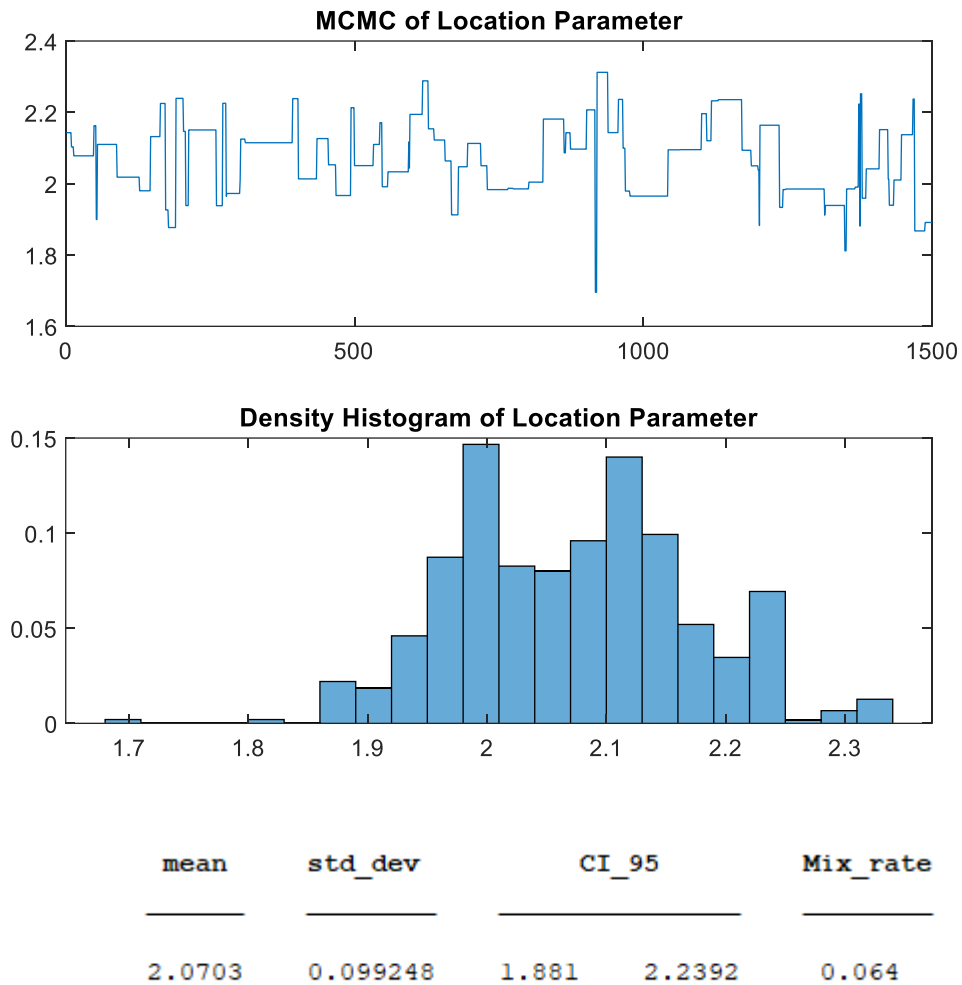 MCMC of Location Parameter
2.4
2.2
2
1.8
1.6
0 500 1000 1500
Density Histogram of Location Parameter
0.15
0.1
0.05
0
1.7 1.8 1.9 2 2.1 2.2 2.3
mean std_dev CI_95 Mix_rate
2.0703 0.099248 1.881 2.2392 0.064